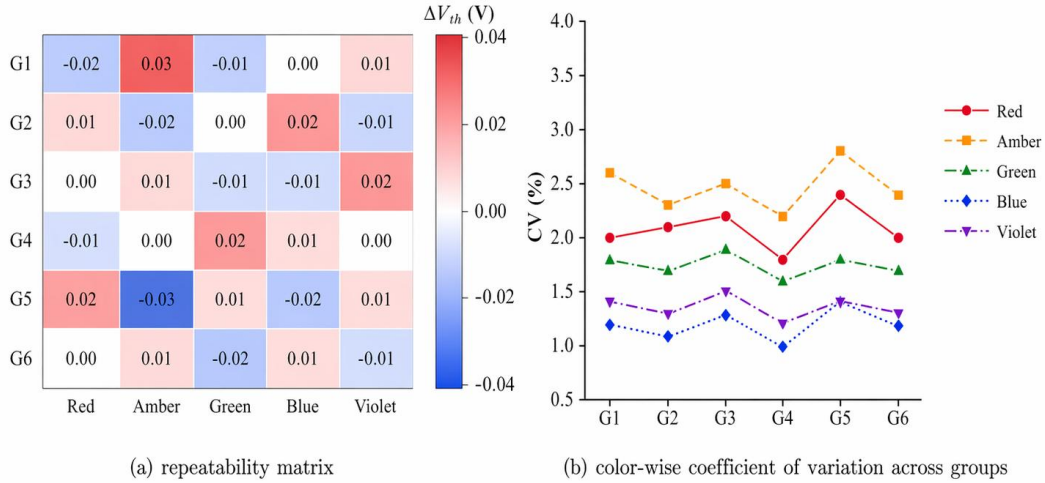 ΔVth (V)
G1 -0.02 0.03 -0.01 0.00 0.01
G2 0.01 -0.02 0.00 0.02 -0.01
G3 0.00 0.01 -0.01 -0.01 0.02
G4 -0.01 0.00 0.02 0.01 0.00
G5 0.02 -0.03 0.01 -0.02 0.01
G6 0.00 0.01 -0.02 0.01 -0.01
Red Amber Green Blue Violet
0.04
0.02
0.00
-0.02
-0.04
(a) repeatability matrix
CV (%)
4.0
3.5
3.0
2.5
2.0
1.5
1.0
0.5
G1 G2 G3 G4 G5 G6
Red
Amber
Green
Blue
Violet
(b) color-wise coefficient of variation across groups